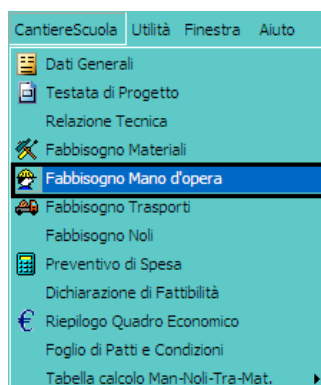 CantiereScuola Utilità Finestra Aiuto
Dati Generali
Testata di Progetto
Relazione Tecnica
Fabbisogno Materiali
Fabbisogno Mano d'opera
Fabbisogno Trasporti
Fabbisogno Noli
Preventivo di Spesa
Dichiarazione di Fattibilità
€ Riepilogo Quadro Economico
Foglio di Patti e Condizioni
Tabella calcolo Man-Noli-Tra-Mat.